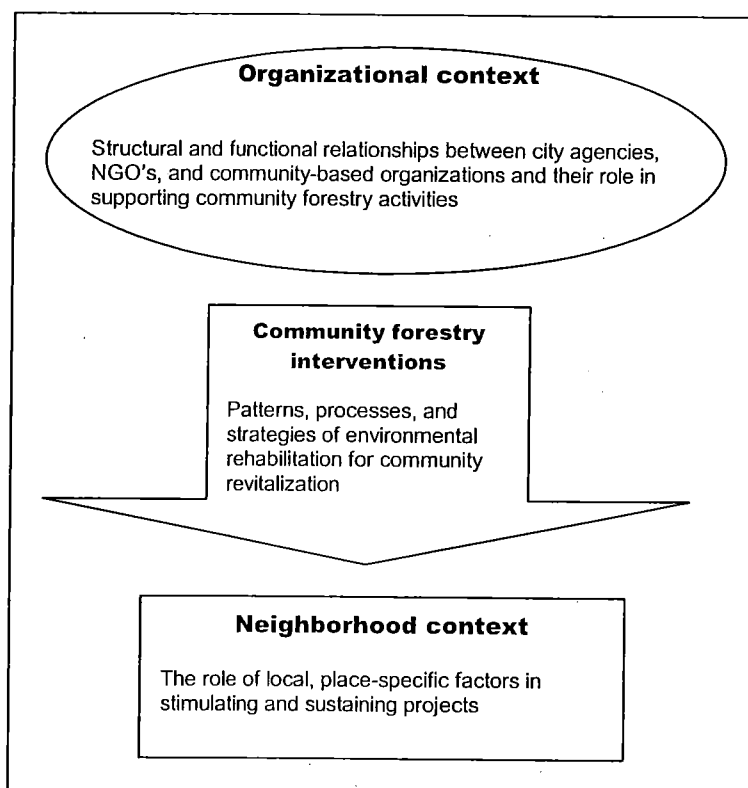 Organizational context
Structural and functional relationships between city agencies,
NGO's, and community-based organizations and their role in
supporting community forestry activities
Community forestry
interventions
Patterns, processes, and
strategies of environmental
rehabilitation for community
revitalization
Neighborhood context
The role of local, place-specific factors in
stimulating and sustaining projects